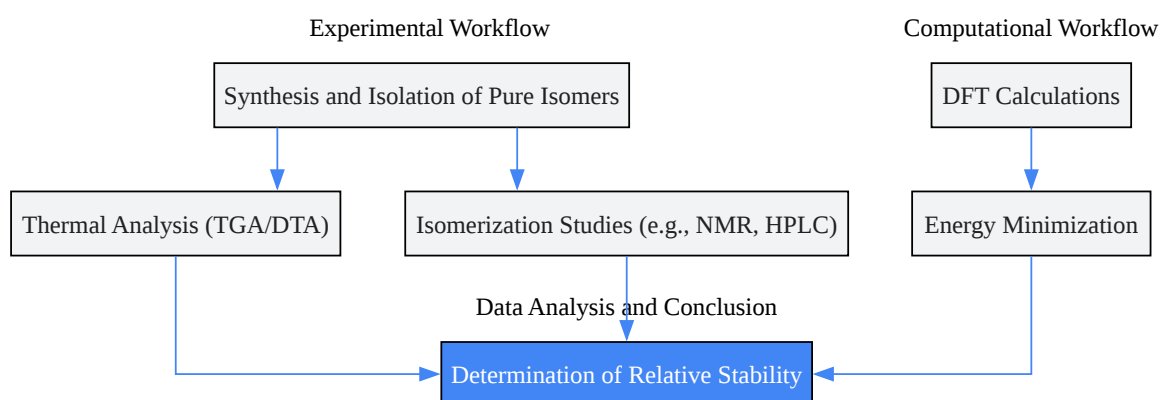 Experimental Workflow
Computational Workflow
Synthesis and Isolation of Pure Isomers
DFT Calculations
Thermal Analysis (TGA/DTA)
Isomerization Studies (e.g., NMR, HPLC)
Energy Minimization
Data Analysis and Conclusion
Determination of Relative Stability